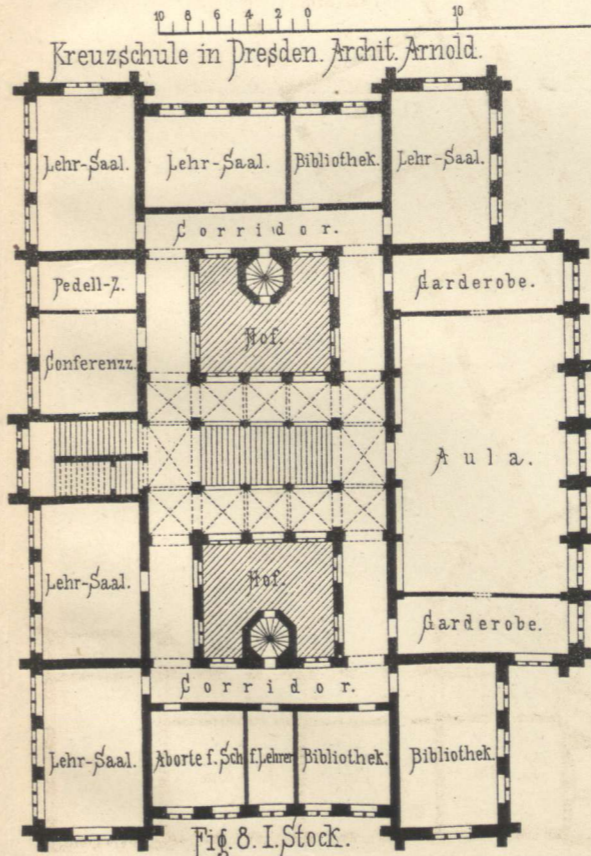 10 8 6 4 2 0 10
Kreuzschule in Dresden. Archit. Arnold.
Lehr-Saal.
Lehr-Saal.
Bibliothek.
Lehr-Saal.
Corridor.
Pedell-Z.
Garderobe.
Hof.
Conferenzz.
Aula.
Hof.
Lehr-Saal.
Garderobe.
Corridor.
Lehr-Saal.
Aborte f. Sch
f. Lehrer
Bibliothek.
Bibliothek.
Fig. 8. I. Stock.